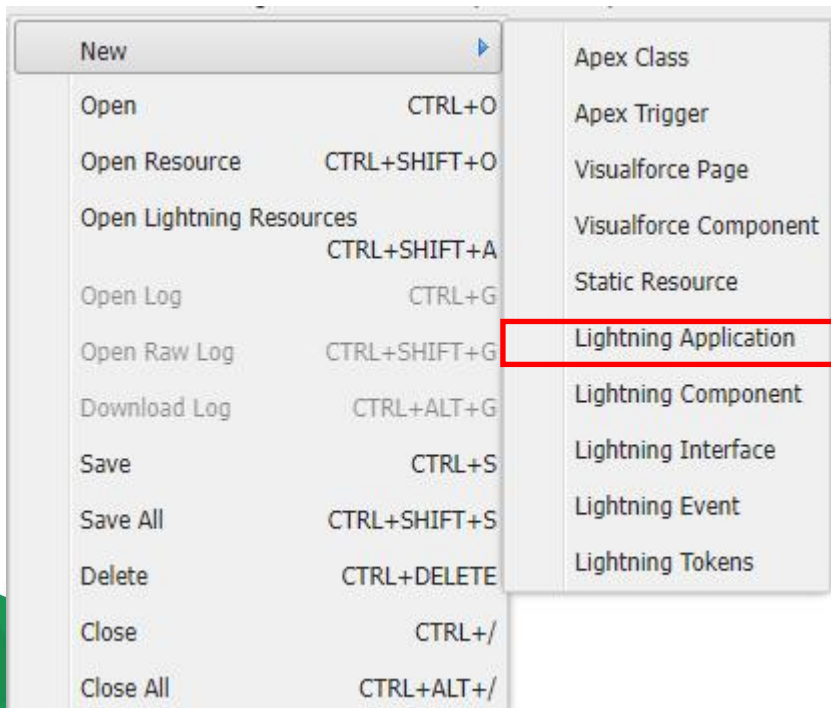 New
Open CTRL+O
Open Resource CTRL+SHIFT+O
Open Lightning Resources
CTRL+SHIFT+A
Open Log CTRL+G
Open Raw Log CTRL+SHIFT+G
Download Log CTRL+ALT+G
Save CTRL+S
Save All CTRL+SHIFT+S
Delete CTRL+DELETE
Close CTRL+/
Close All CTRL+ALT+/
Apex Class
Apex Trigger
Visualforce Page
Visualforce Component
Static Resource
Lightning Application
Lightning Component
Lightning Interface
Lightning Event
Lightning Tokens